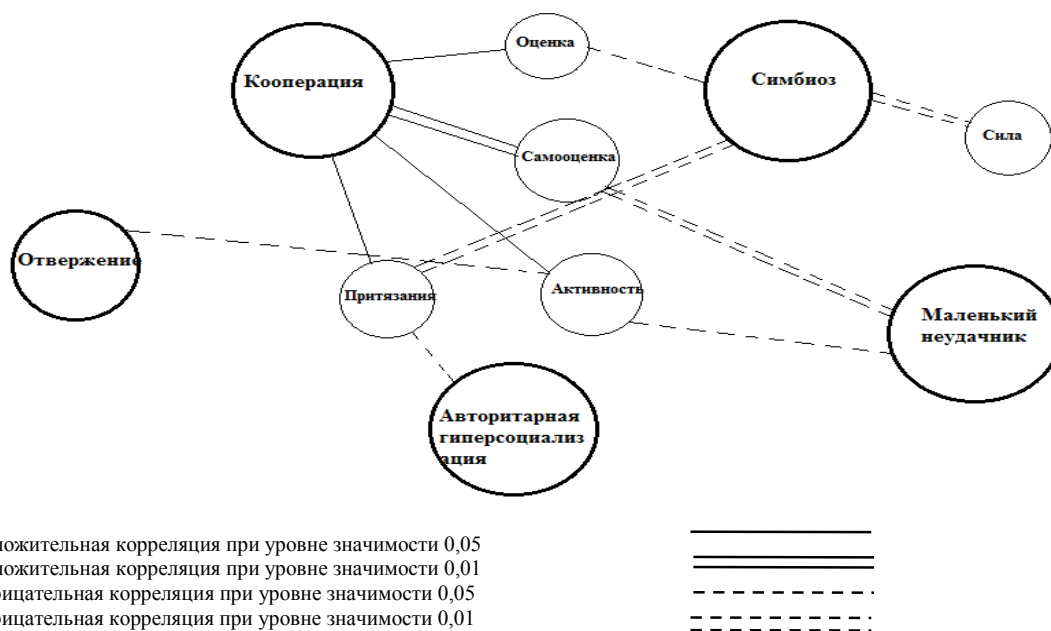 Оценка
Кооперация
Симбиоз
Сила
Самооценка
Отвержение
Притязания
Активность
Маленький
неудачник
Авторитарная
гиперсоциализ
ация
ложительная корреляция при уровне значимости 0,05
ложительная корреляция при уровне значимости 0,01
рицательная корреляция при уровне значимости 0,05
рицательная корреляция при уровне значимости 0,01